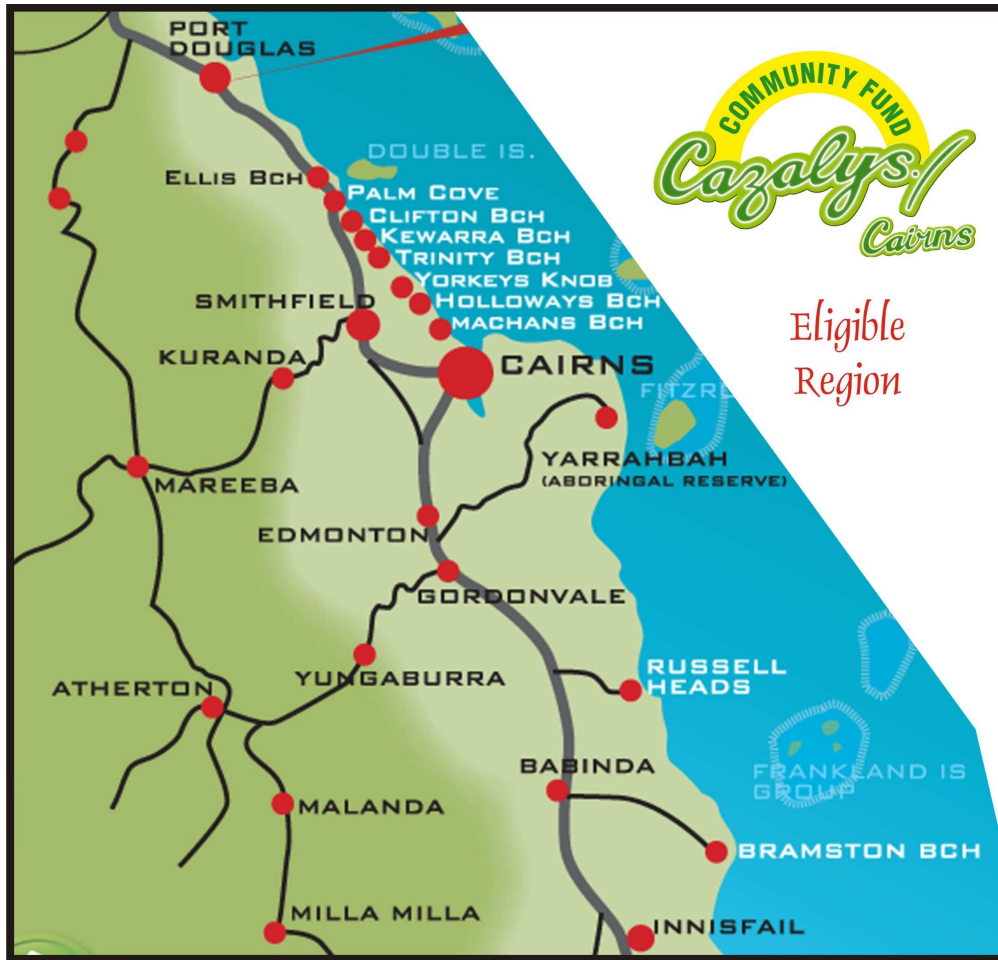 PORT
DOUGLAS
COMMUNITY FUND
Cazalys!
Cairns
Eligible
Region
DOUBLE IS.
ELLIS BCH
PALM COVE
CLIFTON BCH
KEWARRA BCH
TRINITY BCH
YORKEYS KNOB
SMITHFIELD
HOLLOWAYS BCH
MACHANS BCH
KURANDA
CAIRNS
YARRAHBAH
(ABORINGAL RESERVE)
MAREEBA
EDMONTON
GORDONVALE
YUNGABURRA
RUSSELL
HEADS
ATHERTON
BABINDA
FRANKLAND IS
GROUP
MALANDA
BRAMSTON BCH
MILLA MILLA
INNISFAIL